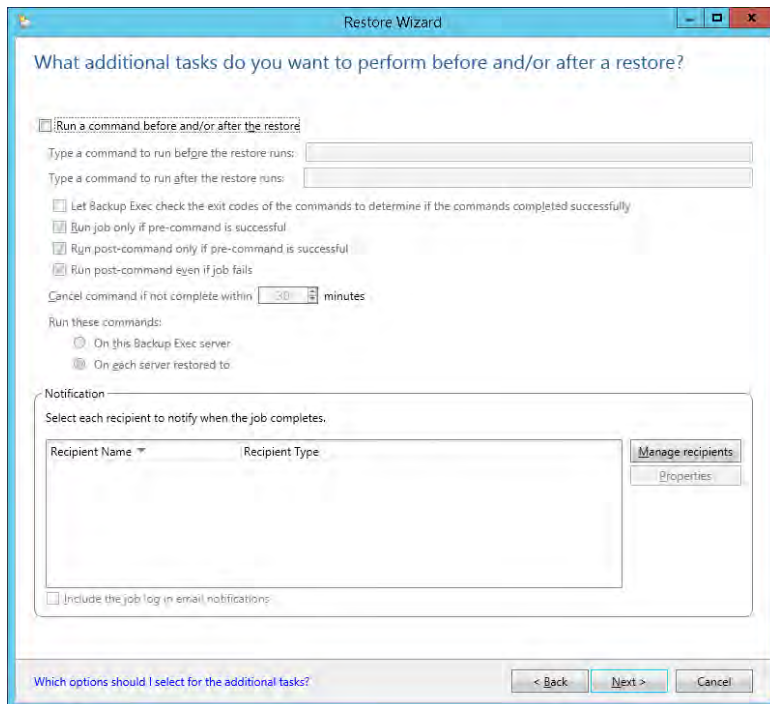 Restore Wizard
What additional tasks do you want to perform before and/or after a restore?
Run a command before and/or after the restore
Type a command to run before the restore runs:
Type a command to run after the restore runs:
Let Backup Exec check the exit codes of the commands to determine if the commands completed successfully
Run job only if pre-command is successful
Run post-command only if pre-command is successful
Run post-command even if job fails
Cancel command if not complete within 30 minutes
Run these commands:
On this Backup Exec server
On each server restored to
Notification
Select each recipient to notify when the job completes.
Recipient Name Recipient Type
Manage recipients
Properties
Include the job log in email notifications
Which options should I select for the additional tasks? < Back Next > Cancel